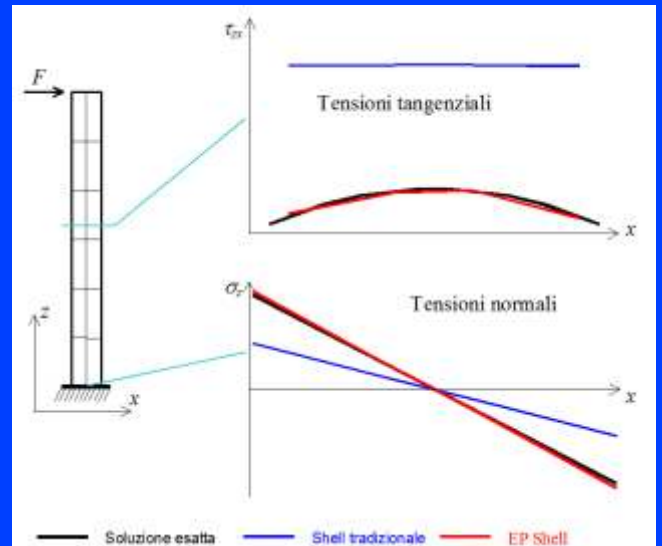 τzx
F
Tensioni tangenziali
x
σz
Tensioni normali
z
x
x
Soluzione esatta
Shell tradizionale
EP Shell